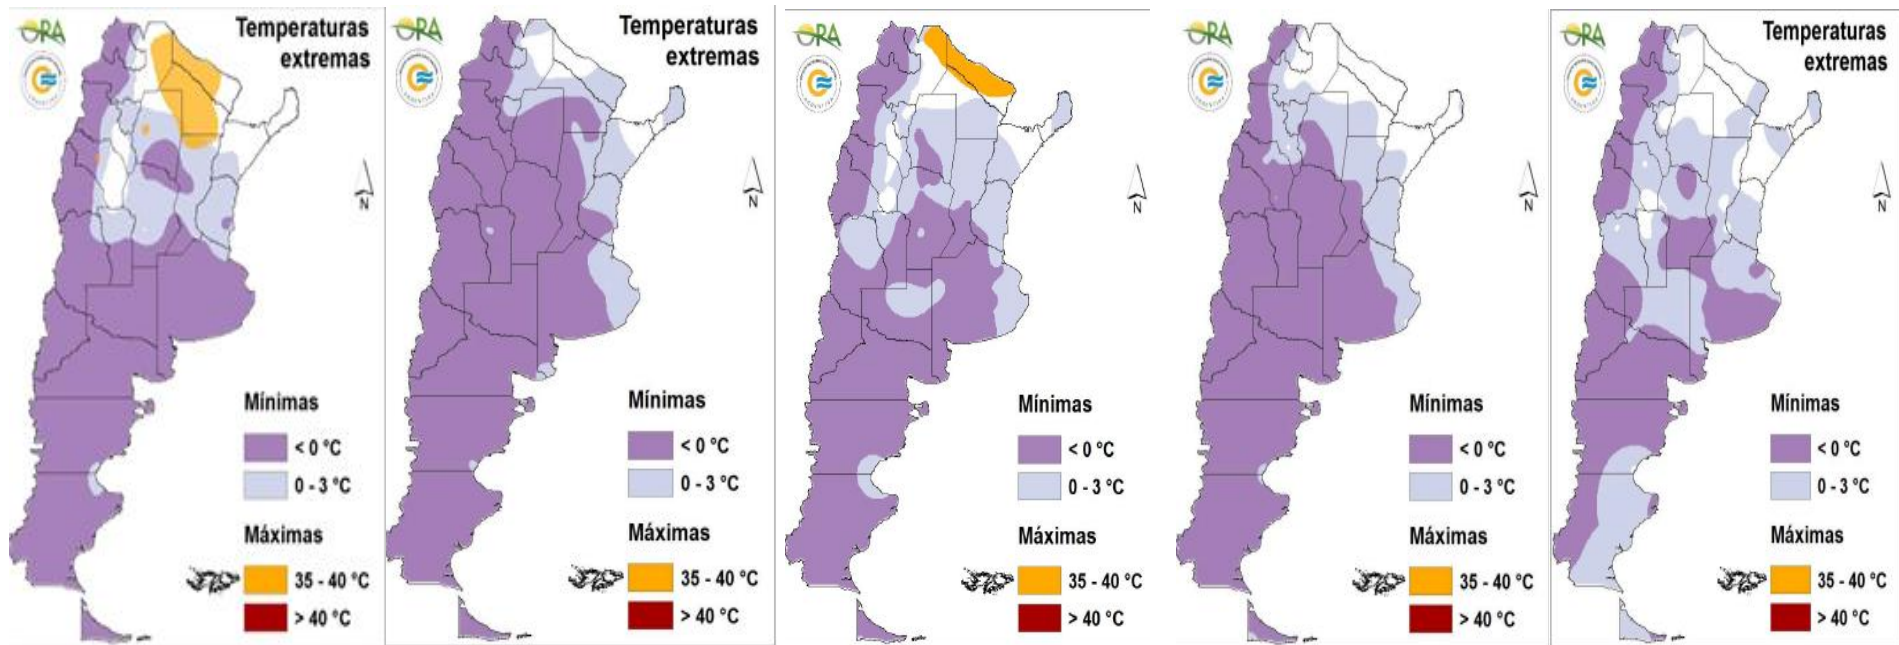 ORA
Temperaturas
extremas
N
Mínimas
< 0 °C
0 - 3 °C
Máximas
35 - 40 °C
> 40 °C
ORA
Temperaturas
extremas
N
Mínimas
< 0 °C
0 - 3 °C
Máximas
35 - 40 °C
> 40 °C
ORA
N
Mínimas
< 0 °C
0 - 3 °C
Máximas
35 - 40 °C
> 40 °C
ORA
N
Mínimas
< 0 °C
0 - 3 °C
Máximas
35 - 40 °C
> 40 °C
ORA
Temperaturas
extremas
N
Mínimas
< 0 °C
0 - 3 °C
Máximas
35 - 40 °C
> 40 °C